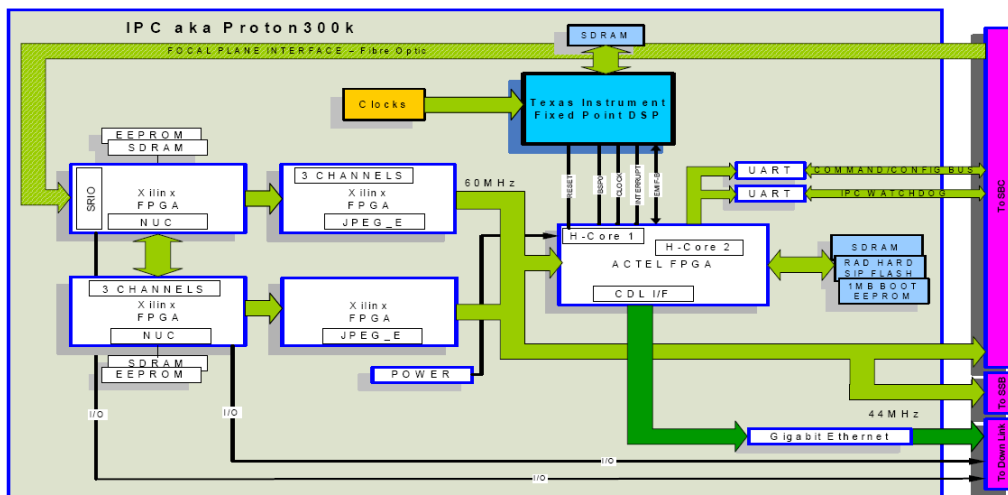 IPC aka Proton300k
SDRAM
FOCAL PLANE INTERFACE – Fibre Optic
Clocks
Texas Instrument
Fixed Point DSP
EEPROM
SDRAM
SRIO
Xilinx
FPGA
NUC
3 CHANNELS
Xilinx
FPGA
JPEG_E
60MHz
RESET
BSP0
CLOCK
INTERRUPT
EMIF-B
UART
COMMAND/CONFIG BUS
UART
IPC WATCHDOG
To SBC
H-Core 1
H-Core 2
ACTEL FPGA
CDL I/F
SDRAM
RAD HARD
SIP FLASH
1MB BOOT
EEPROM
3 CHANNELS
Xilinx
FPGA
NUC
Xilinx
FPGA
JPEG_E
SDRAM
EEPROM
POWER
To SSB
I/O
I/O
44MHz
Gigabit Ethernet
To Down Link
I/O
I/O